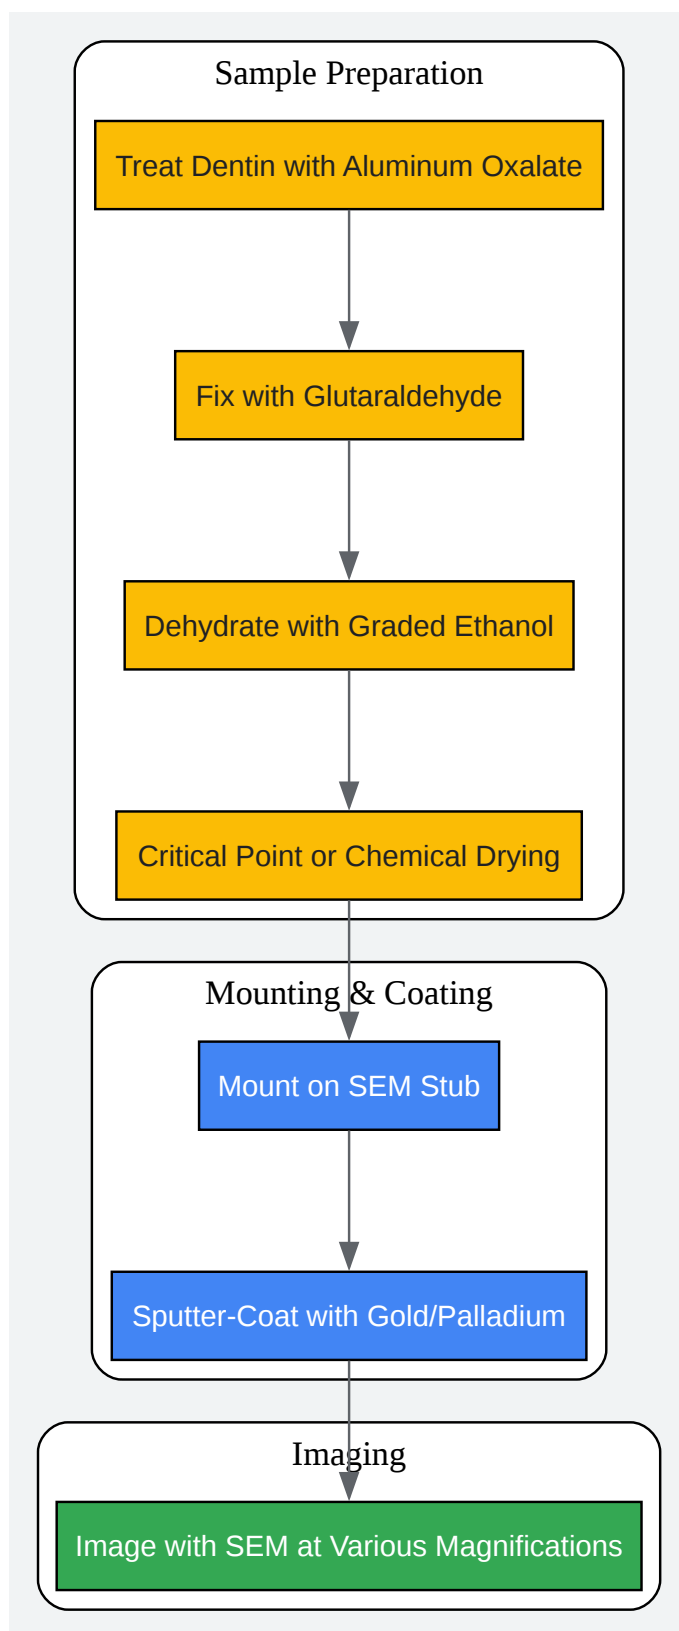 Sample Preparation
Treat Dentin with Aluminum Oxalate
Fix with Glutaraldehyde
Dehydrate with Graded Ethanol
Critical Point or Chemical Drying
Mounting & Coating
Mount on SEM Stub
Sputter-Coat with Gold/Palladium
Imaging
Image with SEM at Various Magnifications